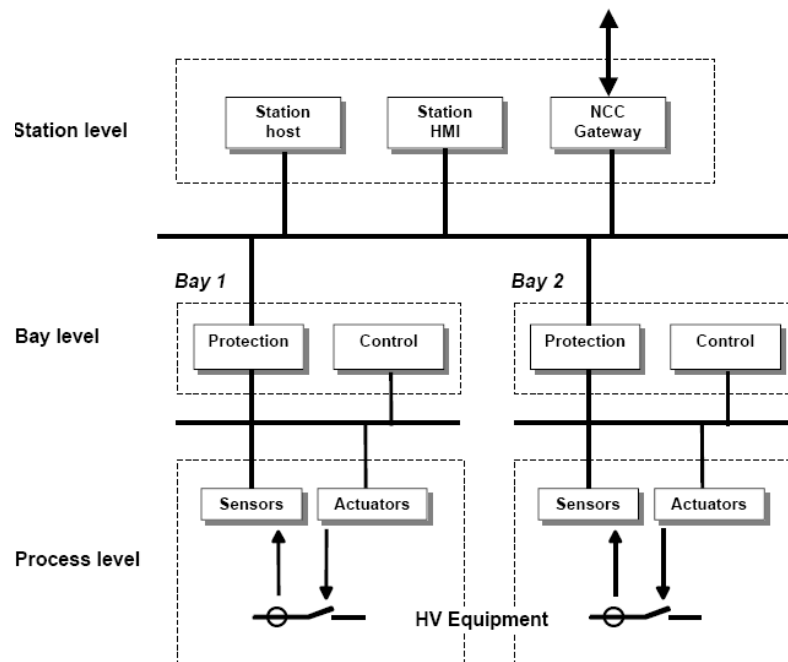 Station
host
Station
HMI
NCC
Gateway
Station level
Bay 1
Bay 2
Bay level
Protection
Control
Protection
Control
Sensors
Actuators
Sensors
Actuators
Process level
HV Equipment